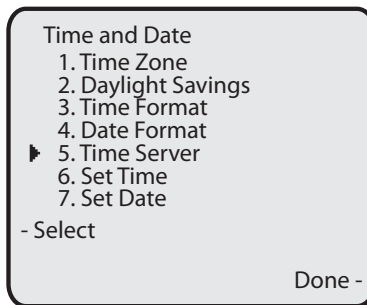 Time and Date
1. Time Zone
2. Daylight Savings
3. Time Format
4. Date Format
5. Time Server
6. Set Time
7. Set Date
- Select
Done -